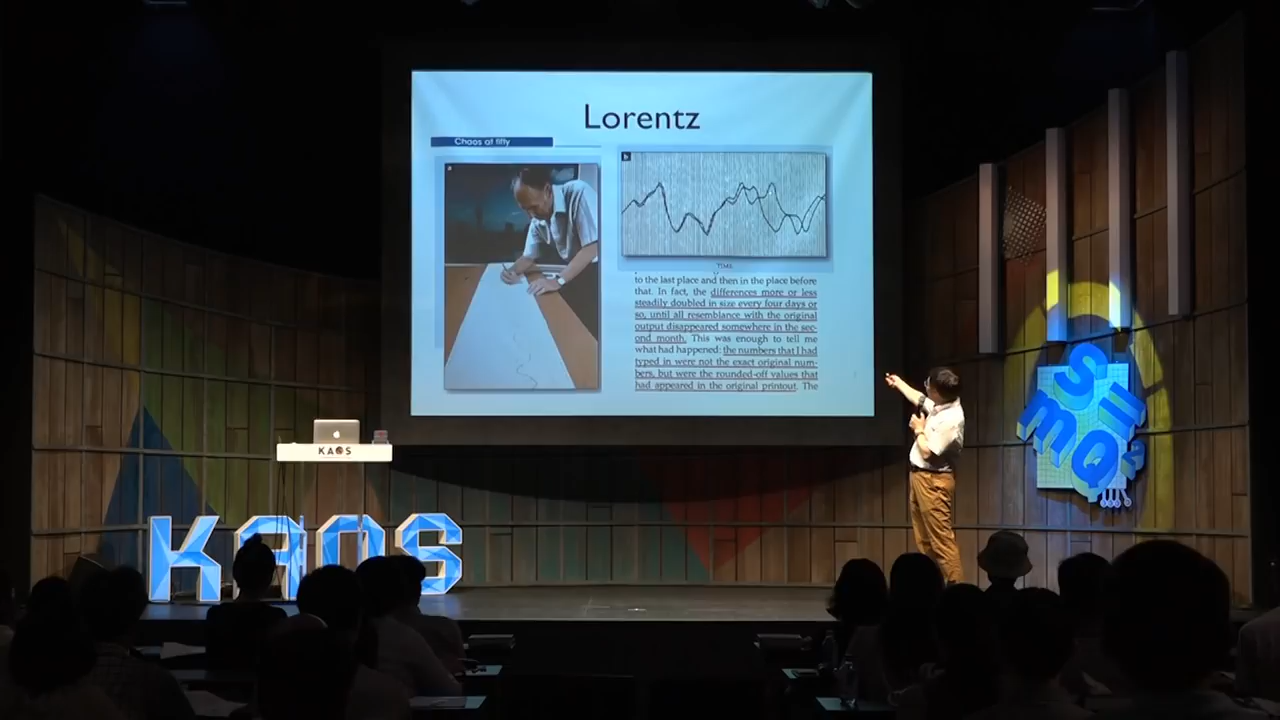 Lorentz
Chaos at fifty
a
b
TIME
to the last place and then in the place before
that. In fact, the differences more or less
steadily doubled in size every four days or
so, until all resemblance with the original
output disappeared somewhere in the sec-
ond month. This was enough to tell me
what had happened: the numbers that I had
typed in were not the exact original num-
bers, but were the rounded-off values that
had appeared in the original printout. The
KAOS
KAOS